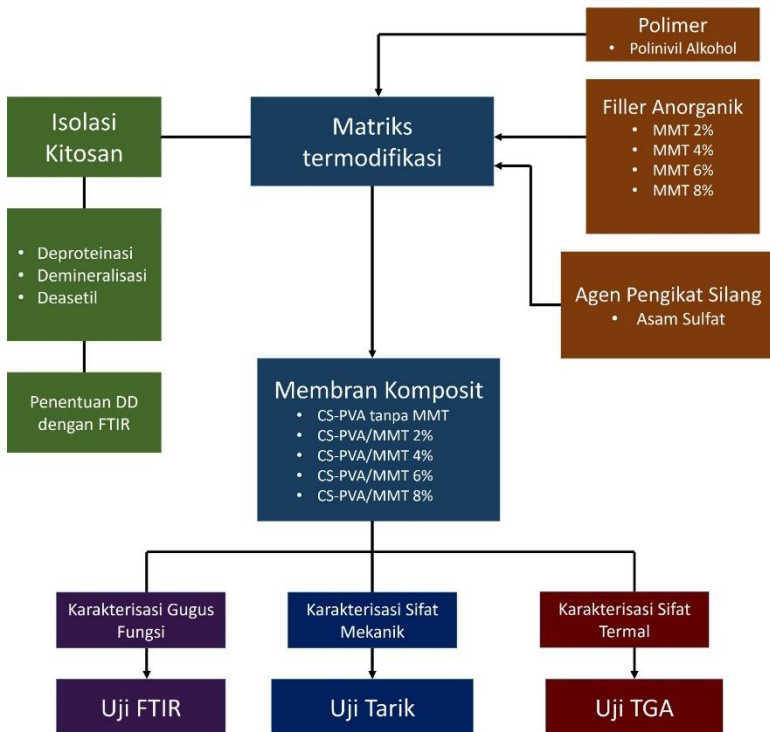 Polimer
• Polinivil Alkohol
Isolasi
Kitosan
Matriks
termodifikasi
Filler Anorganik
• MMT 2%
• MMT 4%
• MMT 6%
• MMT 8%
• Deproteinasi
• Demineralisasi
• Deasetil
Agen Pengikat Silang
• Asam Sulfat
Penentuan DD
dengan FTIR
Membran Komposit
• CS-PVA tanpa MMT
• CS-PVA/MMT 2%
• CS-PVA/MMT 4%
• CS-PVA/MMT 6%
• CS-PVA/MMT 8%
Karakterisasi Gugus
Fungsi
Karakterisasi Sifat
Mekanik
Karakterisasi Sifat
Termal
Uji FTIR
Uji Tarik
Uji TGA